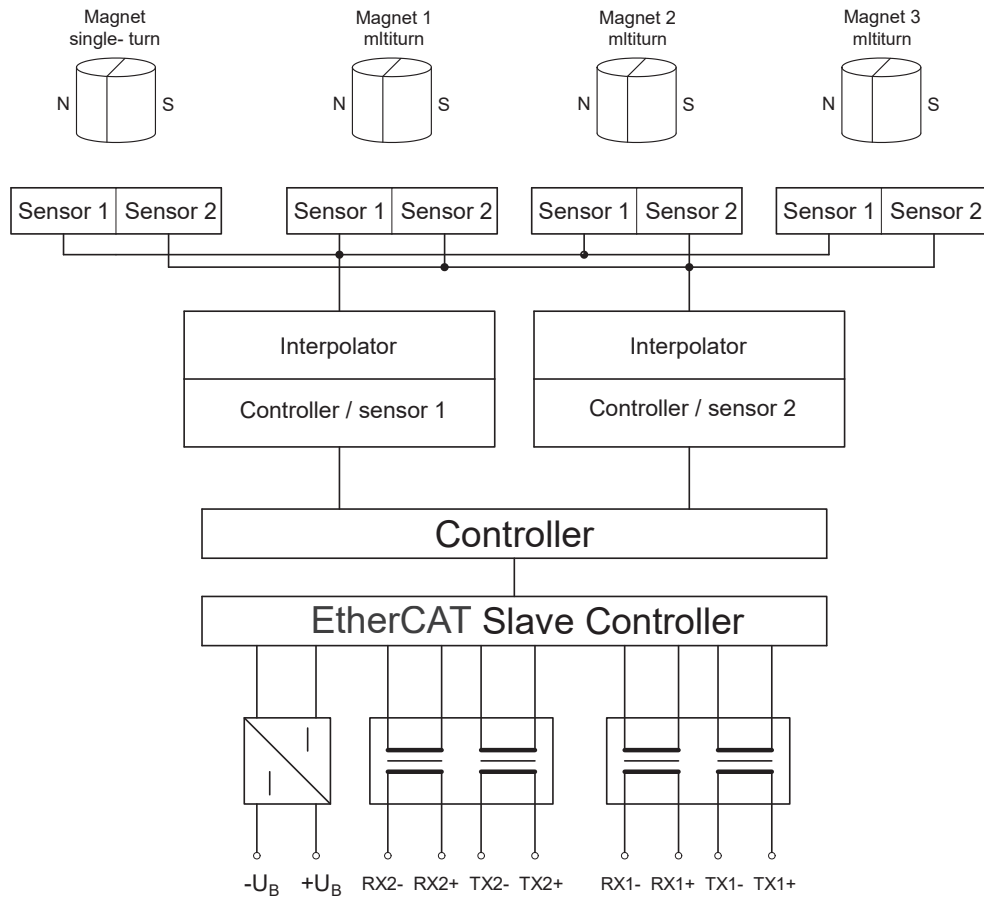 Magnet
single- turn
Magnet 1
mltiturn
Magnet 2
mltiturn
Magnet 3
mltiturn
N S N S N S N S
Sensor 1 Sensor 2 Sensor 1 Sensor 2 Sensor 1 Sensor 2 Sensor 1 Sensor 2
Interpolator
Controller / sensor 1
Interpolator
Controller / sensor 2
Controller
EtherCAT Slave Controller
-UB +UB RX2- RX2+ TX2- TX2+ RX1- RX1+ TX1- TX1+